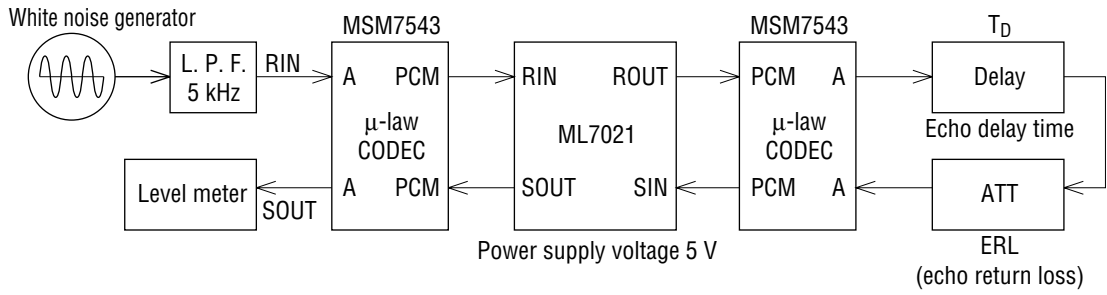 White noise generator
L. P. F.
5 kHz
RIN
MSM7543
A PCM
μ-law
CODEC
A PCM
RIN ROUT
ML7021
SOUT SIN
Power supply voltage 5 V
MSM7543
PCM A
μ-law
CODEC
PCM A
T_D
Delay
Echo delay time
ATT
ERL
(echo return loss)
Level meter
SOUT